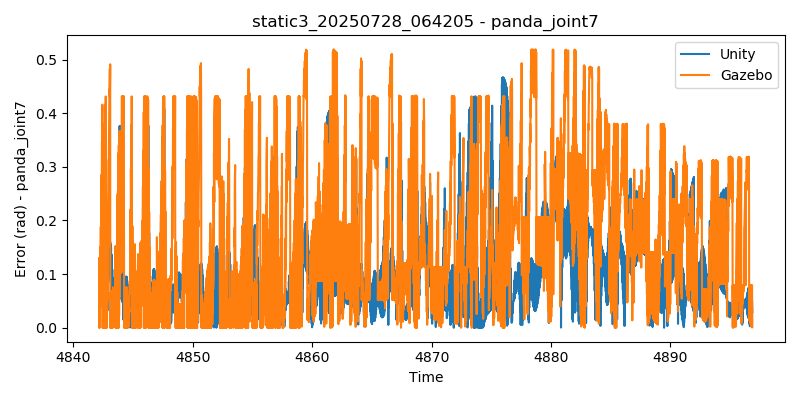 static3_20250728_064205 - panda_joint7
Error (rad) - panda_joint7
0.5
0.4
0.3
0.2
0.1
0.0
Unity
Gazebo
4840 4850 4860 4870 4880 4890
Time